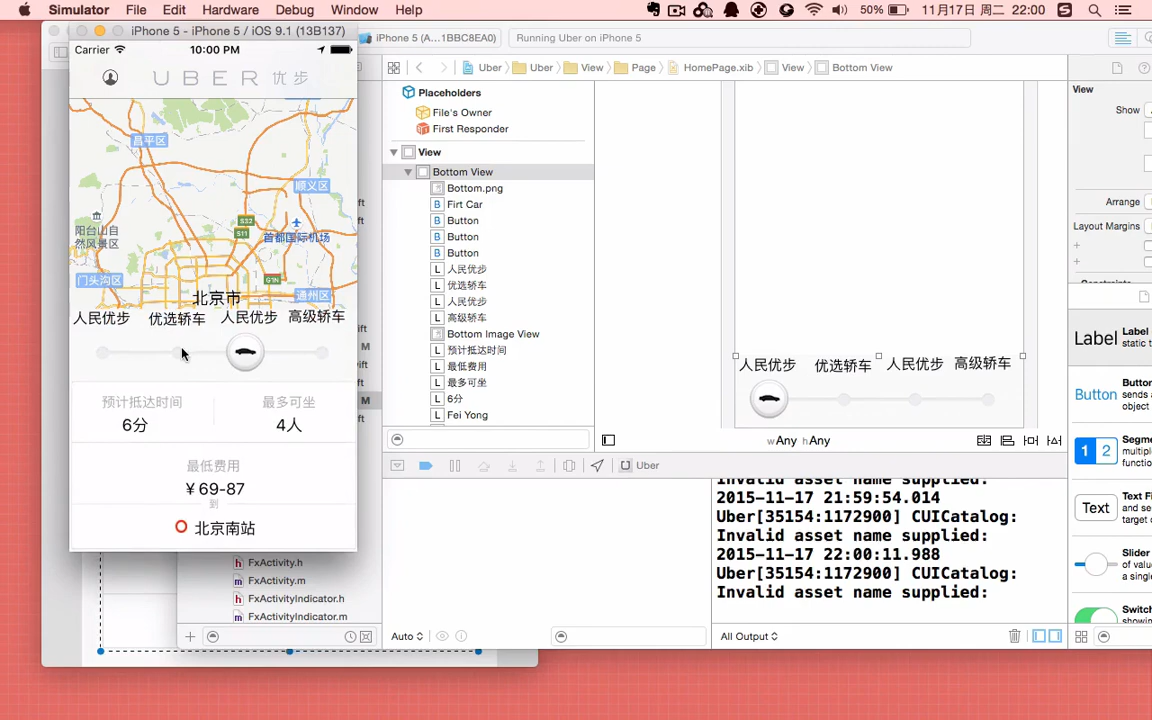 Simulator File Edit Hardware Debug Window Help 50% 11月17日 周二 22:00
iPhone 5 - iPhone 5 / iOS 9.1 (13B137)
iPhone 5 (A...1BBC8EA0) Running Uber on iPhone 5
Carrier 10:00 PM
UBER 优步
昌平区
顺义区
阳台山自
然风景区
S32
S11
首都国际机场
门头沟区
北京市
通州区
人民优步 优选轿车 人民优步 高级轿车
预计抵达时间 最多可坐
6分 4人
最低费用
¥69-87
到
北京南站
Uber Uber View Page HomePage.xib View Bottom View
Placeholders
File's Owner
First Responder
View
Bottom View
Bottom.png
Firt Car
Button
Button
Button
人民优步
优选轿车
人民优步
高级轿车
Bottom Image View
预计抵达时间
最低费用
最多可坐
6分
Fei Yong
M
M
人民优步 优选轿车 人民优步 高级轿车
wAny hAny
Uber
Invalid asset name supplied:
2015-11-17 21:59:54.014
Uber[35154:1172900] CUICatalog:
Invalid asset name supplied:
2015-11-17 22:00:11.988
Uber[35154:1172900] CUICatalog:
Invalid asset name supplied:
FxActivity.h
FxActivity.m
FxActivityIndicator.h
FxActivityIndicator.m
Auto All Output
View
Show
Arrange
Layout Margins
Label Label
static t
Button Button
sends a
object
1 2 Segm
multiple
functio
Text Text Fi
and se
target o
Slider
of value
a single
Switch